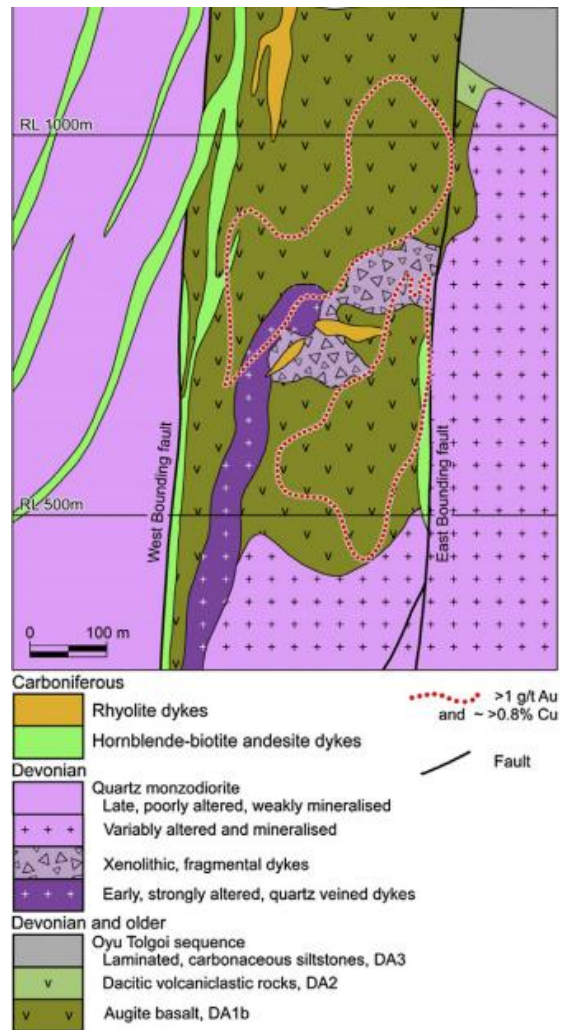 RL 1000m
West Bounding fault
East Bounding fault
RL 500m
0 100 m
Carboniferous
Rhyolite dykes
Hornblende-biotite andesite dykes
>1 g/t Au
and ~ >0.8% Cu
Fault
Devonian
Quartz monzodiorite
Late, poorly altered, weakly mineralised
Variably altered and mineralised
Xenolithic, fragmental dykes
Early, strongly altered, quartz veined dykes
Devonian and older
Oyu Tolgoi sequence
Laminated, carbonaceous siltstones, DA3
Dacitic volcaniclastic rocks, DA2
Augite basalt, DA1b